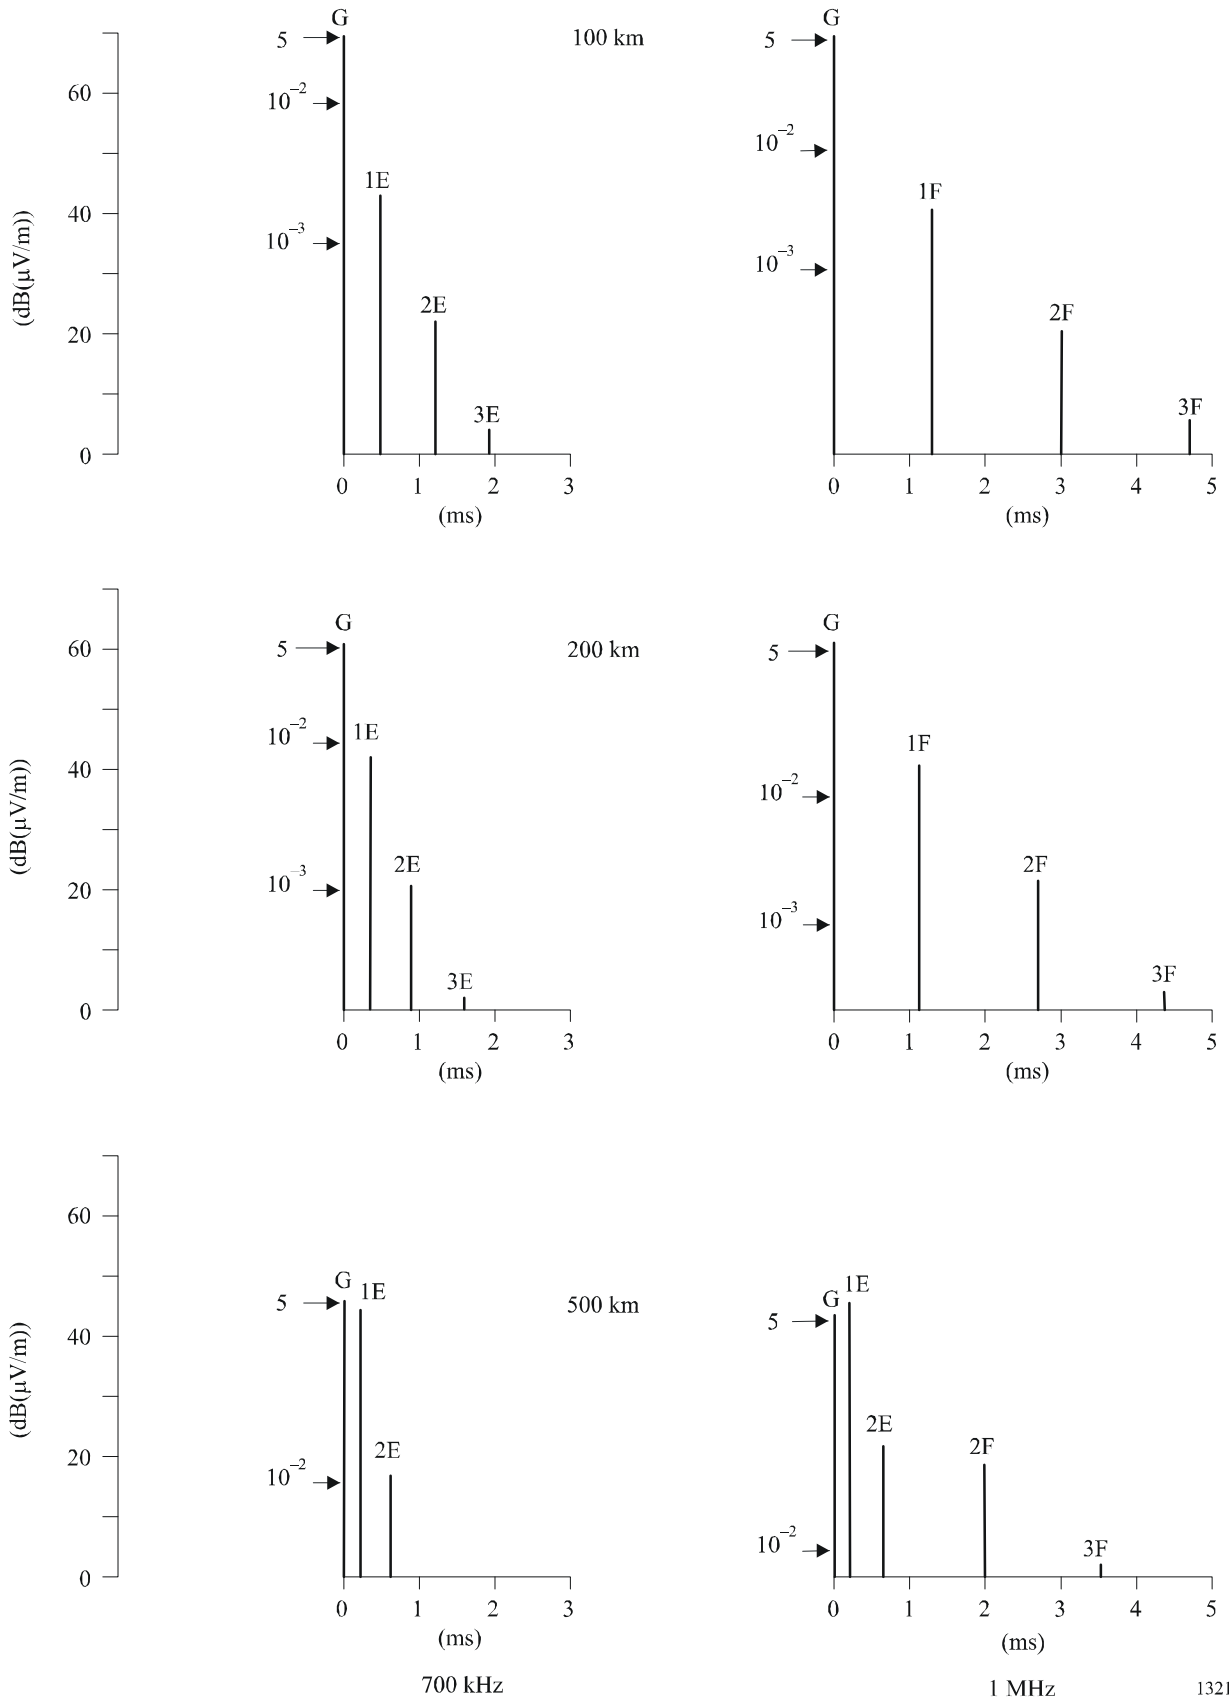 G
5
10⁻²
10⁻³
1E
2E
3E
100 km
G
5
10⁻²
10⁻³
1F
2F
3F
60
40
20
0
(dB(μV/m))
0 1 2 3
(ms)
0 1 2 3 4 5
(ms)
G
5
10⁻²
10⁻³
1E
2E
3E
200 km
G
5
10⁻²
10⁻³
1F
2F
3F
60
40
20
0
(dB(μV/m))
0 1 2 3
(ms)
0 1 2 3 4 5
(ms)
G
5
10⁻²
1E
2E
500 km
G
5
10⁻²
1E
2E
2F
3F
60
40
20
0
(dB(μV/m))
0 1 2 3
(ms)
0 1 2 3 4 5
(ms)
700 kHz
1 MHz
1321